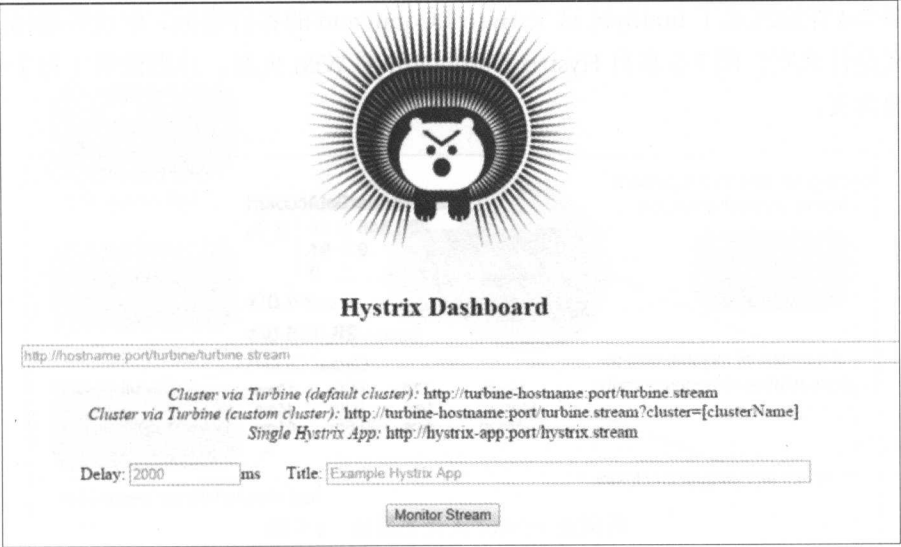 Hystrix Dashboard
http://hostname:port/turbine/turbine.stream
Cluster via Turbine (default cluster): http://turbine-hostname:port/turbine.stream
Cluster via Turbine (custom cluster): http://turbine-hostname:port/turbine.stream?cluster=[clusterName]
Single Hystrix App: http://hystrix-app:port/hystrix.stream
Delay: 2000 ms Title: Example Hystrix App
Monitor Stream